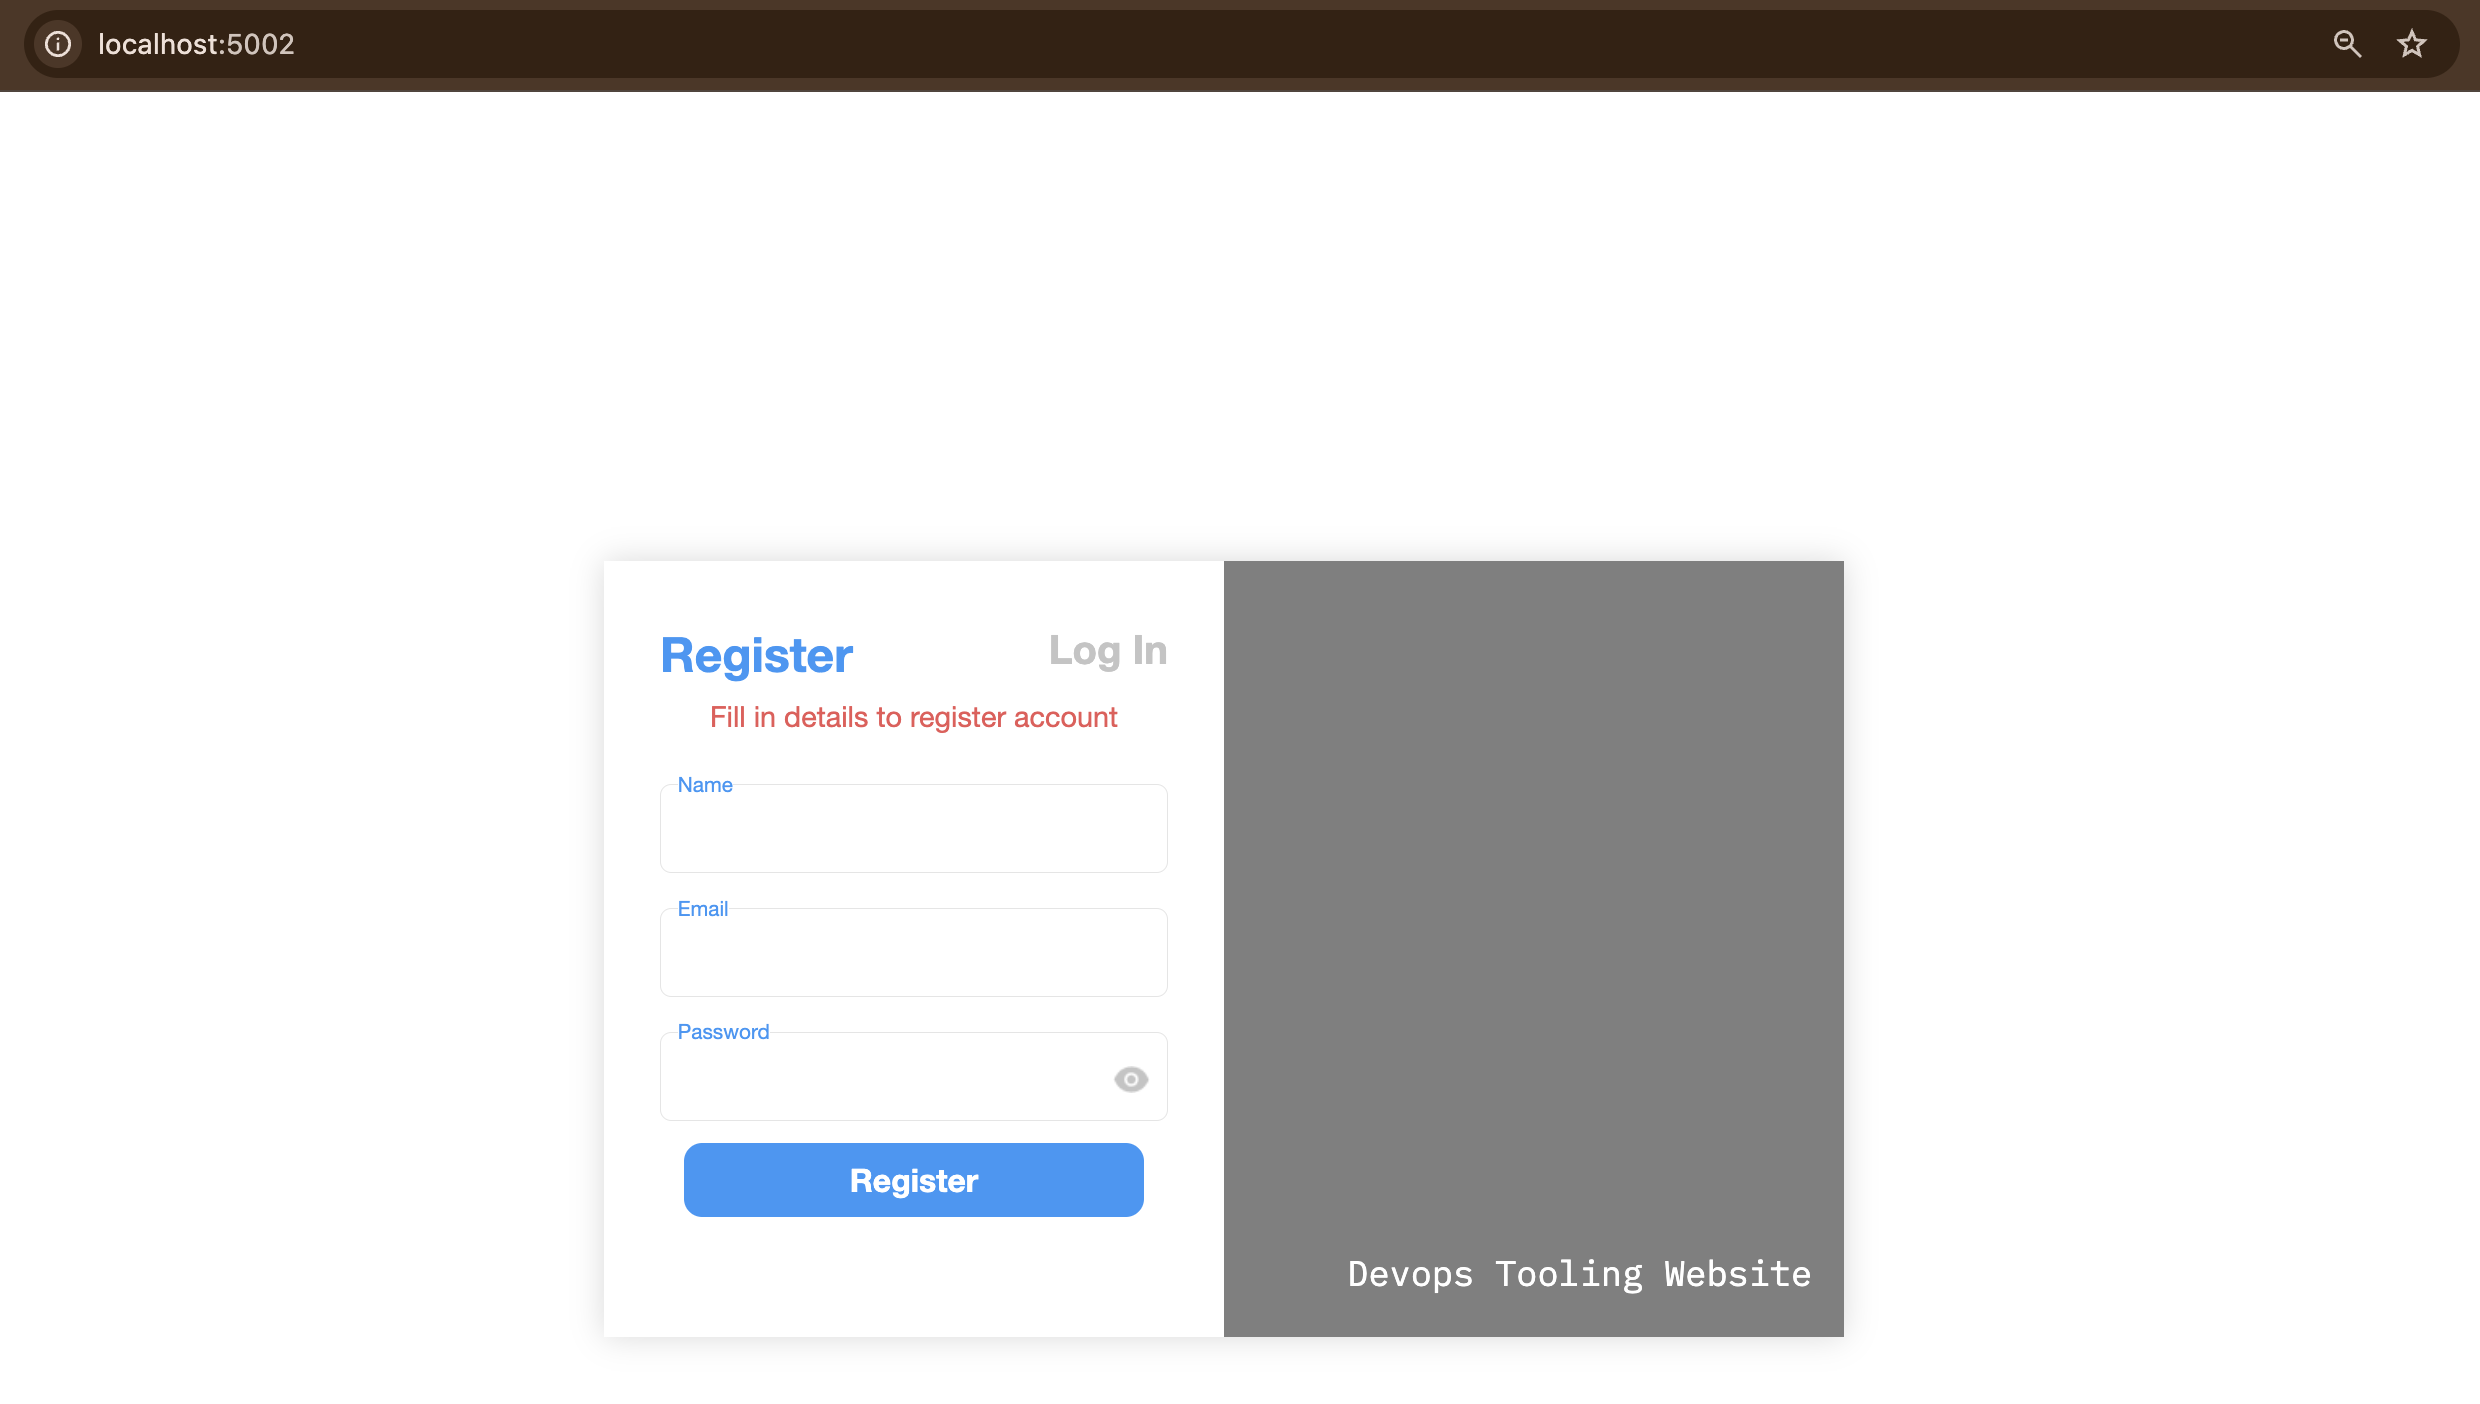 localhost:5002
Register
Log In
Fill in details to register account
Name
Email
Password
Register
Devops Tooling Website